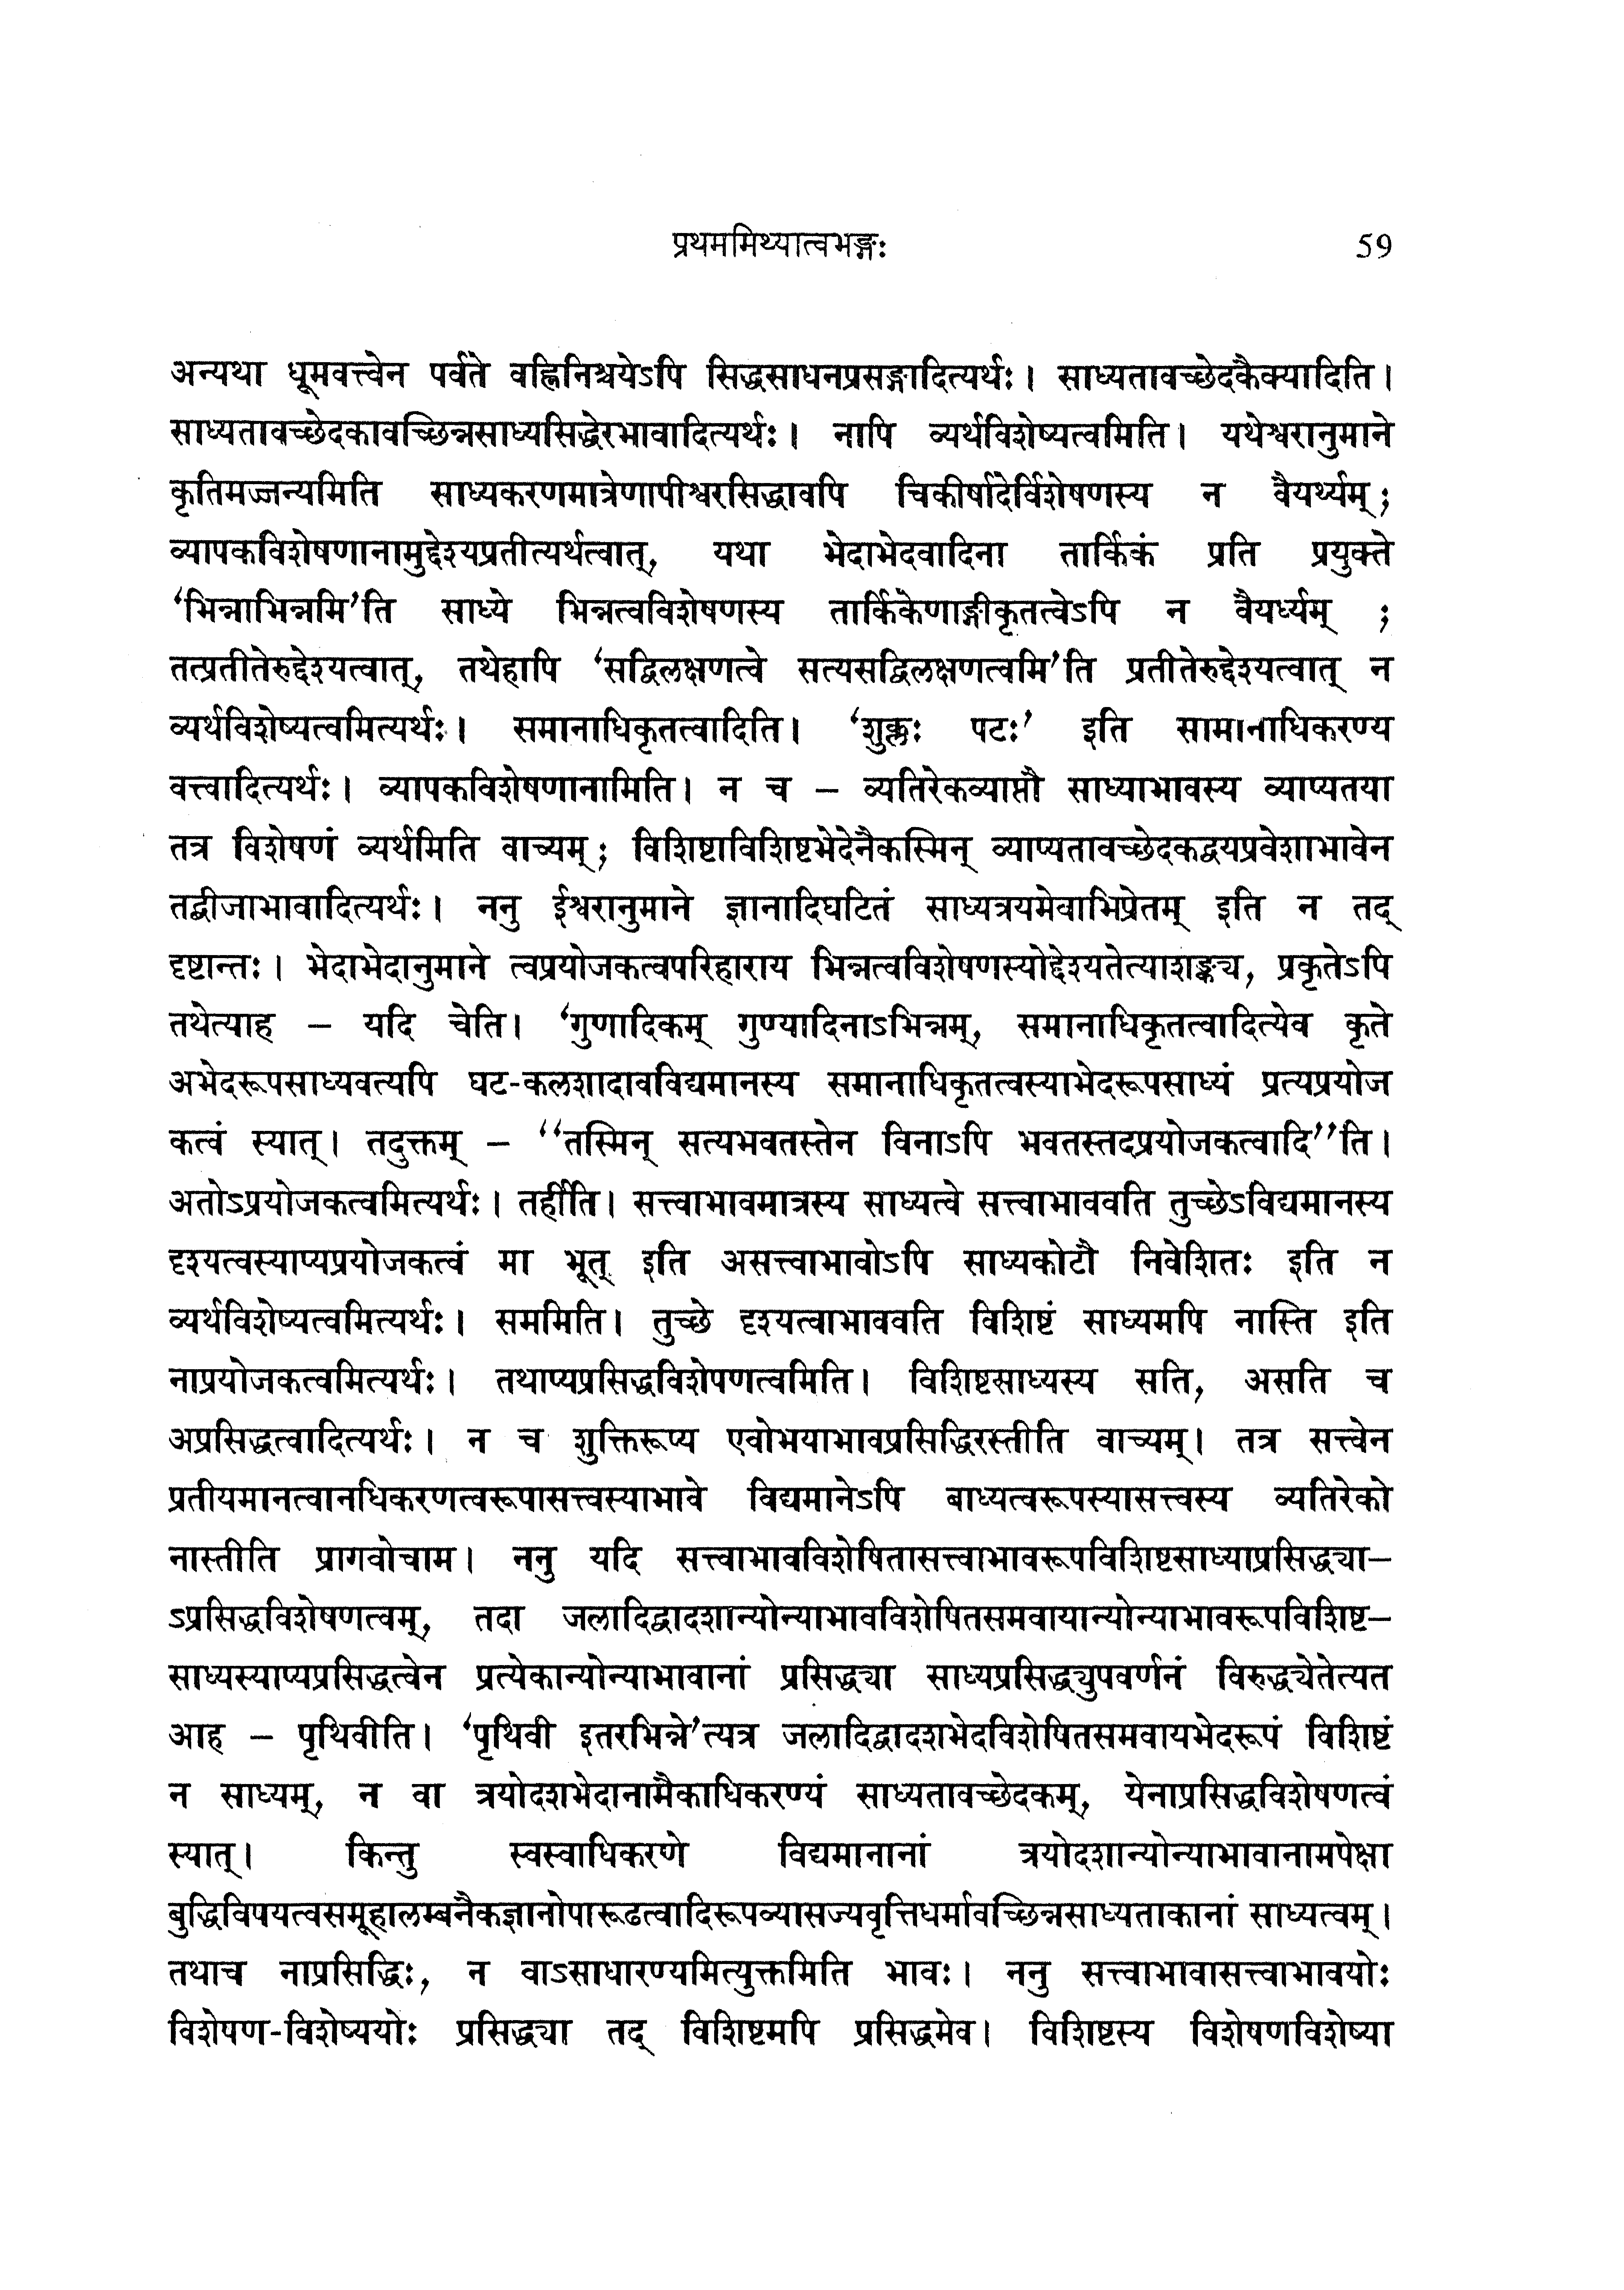 प्रथममिथ्यात्वभङ्गः 59
अन्यथा धूमवत्त्वेन पर्वते वह्निनिश्चयेऽपि सिद्धसाधनप्रसङ्गादित्यर्थः। साध्यतावच्छेदकैक्यादिति।
साध्यतावच्छेदकावच्छिन्नसाध्यसिद्धेरभावादित्यर्थः। नापि व्यर्थविशेष्यत्वमिति। यथेश्वरानुमाने
कृतिमज्जन्यमिति साध्यकरणमात्रेणापीश्वरसिद्धावपि चिकीर्षादेर्विशेषणस्य न वैयर्थ्यम्;
व्यापकविशेषणानामुद्देश्यप्रतीत्यर्थत्वात्, यथा भेदाभेदवादिना तार्किकं प्रति प्रयुक्ते
‘भिन्नाभिन्नमि’ति साध्ये भिन्नत्वविशेषणस्य तार्किकेणाङ्गीकृतत्वेऽपि न वैयर्ध्यम् ;
तत्प्रतीतेरुद्देश्यत्वात्, तथेहापि ‘सद्विलक्षणत्वे सत्यसद्विलक्षणत्वमि’ति प्रतीतेरुद्देश्यत्वात् न
व्यर्थविशेष्यत्वमित्यर्थः। समानाधिकृतत्वादिति। ‘शुक्लः पटः’ इति सामानाधिकरण्य
वत्त्वादित्यर्थः। व्यापकविशेषणानामिति। न च – व्यतिरेकव्याप्तौ साध्याभावस्य व्याप्यतया
तत्र विशेषणं व्यर्थमिति वाच्यम्; विशिष्टाविशिष्टभेदेनैकस्मिन् व्याप्यतावच्छेदकद्वयप्रवेशाभावेन
तद्बीजाभावादित्यर्थः। ननु ईश्वरानुमाने ज्ञानादिघटितं साध्यत्रयमेवाभिप्रेतम् इति न तद्
दृष्टान्तः। भेदाभेदानुमाने त्वप्रयोजकत्वपरिहाराय भिन्नत्वविशेषणस्योद्देश्यतेत्याशङ्क्य, प्रकृतेऽपि
तथेत्याह – यदि चेति। ‘गुणादिकम् गुण्यादिनाऽभिन्नम्, समानाधिकृतत्वादित्येव कृते
अभेदरूपसाध्यवत्यपि घट-कलशादावविद्यमानस्य समानाधिकृतत्वस्याभेदरूपसाध्यं प्रत्यप्रयोज
कत्वं स्यात्। तदुक्तम् – ‘‘तस्मिन् सत्यभवतस्तेन विनाऽपि भवतस्तदप्रयोजकत्वादि’’ति।
अतोऽप्रयोजकत्वमित्यर्थः। तर्हीति। सत्त्वाभावमात्रस्य साध्यत्वे सत्त्वाभाववति तुच्छेऽविद्यमानस्य
दृश्यत्वस्याप्यप्रयोजकत्वं मा भूत् इति असत्त्वाभावोऽपि साध्यकोटौ निवेशितः इति न
व्यर्थविशेष्यत्वमित्यर्थः। सममिति। तुच्छे दृश्यत्वाभाववति विशिष्टं साध्यमपि नास्ति इति
नाप्रयोजकत्वमित्यर्थः। तथाप्यप्रसिद्धविशेषणत्वमिति। विशिष्टसाध्यस्य सति, असति च
अप्रसिद्धत्वादित्यर्थः। न च शुक्तिरूप्य एवोभयाभावप्रसिद्धिरस्तीति वाच्यम्। तत्र सत्त्वेन
प्रतीयमानत्वानधिकरणत्वरूपासत्त्वस्याभावे विद्यमानेऽपि बाध्यत्वरूपस्यासत्त्वस्य व्यतिरेको
नास्तीति प्रागवोचाम। ननु यदि सत्त्वाभावविशेषितासत्त्वाभावरूपविशिष्टसाध्याप्रसिद्ध्या–
ऽप्रसिद्धविशेषणत्वम्, तदा जलादिद्वादशान्योन्याभावविशेषितसमवायान्योन्याभावरूपविशिष्ट–
साध्यस्याप्यप्रसिद्धत्वेन प्रत्येकान्योन्याभावानां प्रसिद्ध्या साध्यप्रसिद्ध्युपवर्णनं विरुद्ध्येतेत्यत
आह – पृथिवीति। ‘पृथिवी इतरभिन्ने’त्यत्र जलादिद्वादशभेदविशेषितसमवायभेदरूपं विशिष्टं
न साध्यम्, न वा त्रयोदशभेदानामैकाधिकरण्यं साध्यतावच्छेदकम्, येनाप्रसिद्धविशेषणत्वं
स्यात्। किन्तु स्वस्वाधिकरणे विद्यमानानां त्रयोदशान्योन्याभावानामपेक्षा
बुद्धिविषयत्वसमूहालम्बनैकज्ञानोपारूढत्वादिरूपव्यासज्यवृत्तिधर्मावच्छिन्नसाध्यताकानां साध्यत्वम्।
तथाच नाप्रसिद्धिः, न वाऽसाधारण्यमित्युक्तमिति भावः। ननु सत्त्वाभावासत्त्वाभावयोः
विशेषण-विशेष्ययोः प्रसिद्ध्या तद् विशिष्टमपि प्रसिद्धमेव। विशिष्टस्य विशेषणविशेष्या